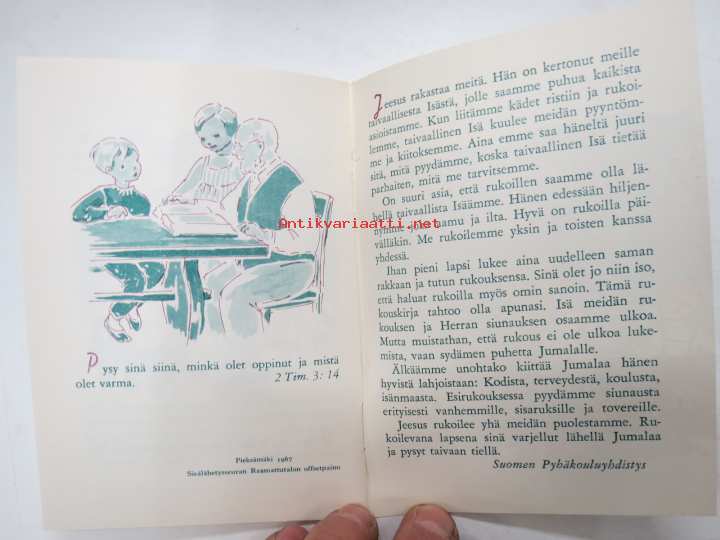 Pysy sinä siinä, minkä olet oppinut ja mistä
olet varma. 2 Tim. 3: 14
Pieksämäki 1967
Sisälähetysseuran Raamattutalon offsetpaino
Jeesus rakastaa meitä. Hän on kertonut meille
taivaallisesta Isästä, jolle saamme puhua kaikista
asioistamme. Kun liitämme kädet ristiin ja rukoi-
lemme, taivaallinen Isä kuulee meidän pyyntöm-
me ja kiitoksemme. Aina emme saa häneltä juuri
sitä, mitä pyydämme, koska taivaallinen Isä tietää
parhaiten, mitä me tarvitsemme.
On suuri asia, että rukoillen saamme olla lä-
hellä taivaallista Isäämme. Hänen edessään hiljen-
nymme joka aamu ja ilta. Hyvä on rukoilla päi-
välläkin. Me rukoilemme yksin ja toisten kanssa
yhdessä.
Ihan pieni lapsi lukee aina uudelleen saman
rakkaan ja tutun rukouksensa. Sinä olet jo niin iso,
että haluat rukoilla myös omin sanoin. Tämä ru-
kouskirja tahtoo olla apunasi. Isä meidän ru-
kouksen ja Herran siunauksen osaamme ulkoa.
Mutta muistathan, että rukous ei ole ulkoa luke-
mista, vaan sydämen puhetta Jumalalle.
Älkäämme unohtako kiittää Jumalaa hänen
hyvistä lahjoistaan: Kodista, terveydestä, koulusta,
isänmaasta. Esirukouksessa pyydämme siunausta
erityisesti vanhemmille, sisaruksille ja tovereille.
Jeesus rukoilee yhä meidän puolestamme. Ru-
koilevana lapsena sinä varjellut lähellä Jumalaa
ja pysyt taivaan tiellä.
Suomen Pyhäkouluyhdistys
Antikvariaatti.net